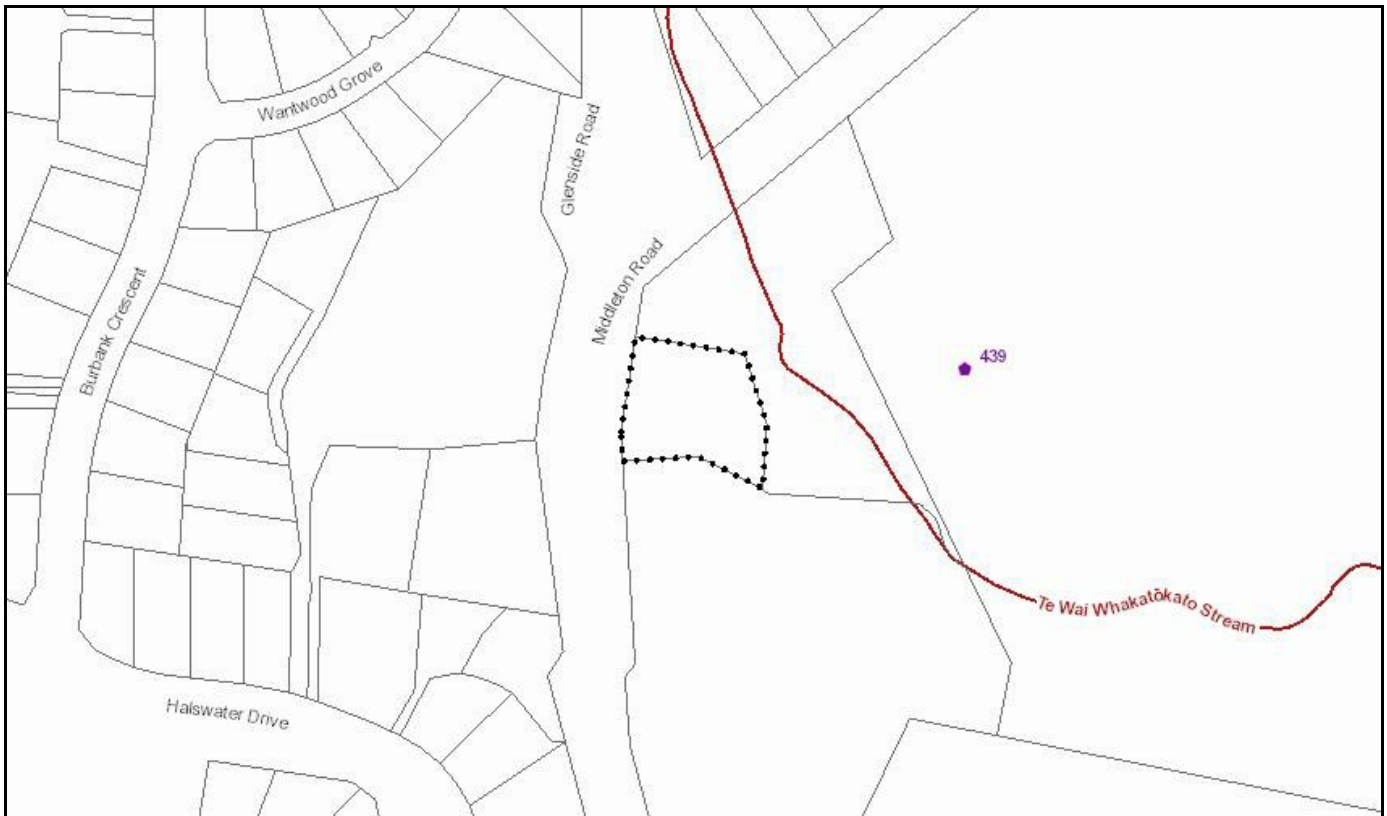 Wantwood Grove
Glenside Road
Middleton Road
Burbank Crescent
439
Te Wai Whakatōkato Stream
Halswater Drive